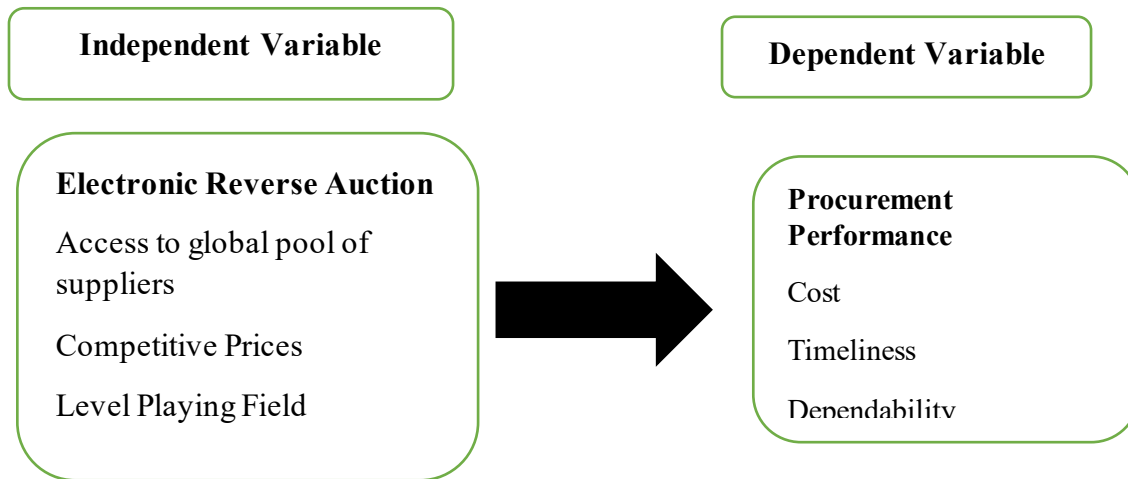 Independent Variable
Dependent Variable
Electronic Reverse Auction
Access to global pool of
suppliers
Competitive Prices
Level Playing Field
Procurement
Performance
Cost
Timeliness
Dependability